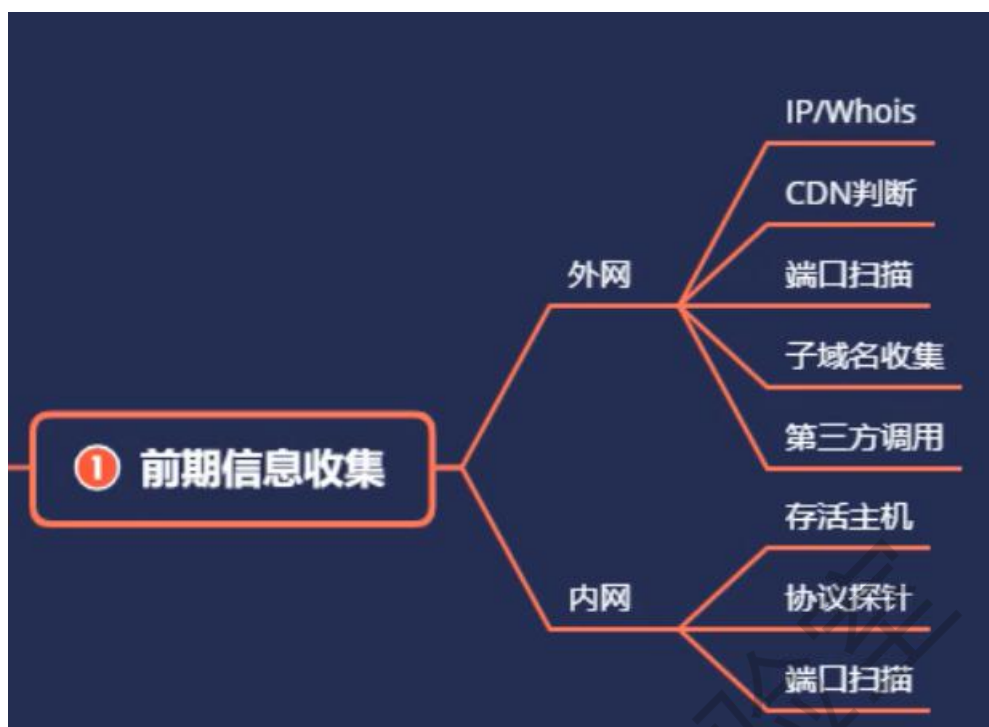 IP/Whois
CDN判断
外网
端口扫描
子域名收集
第三方调用
① 前期信息收集
存活主机
内网
协议探针
端口扫描